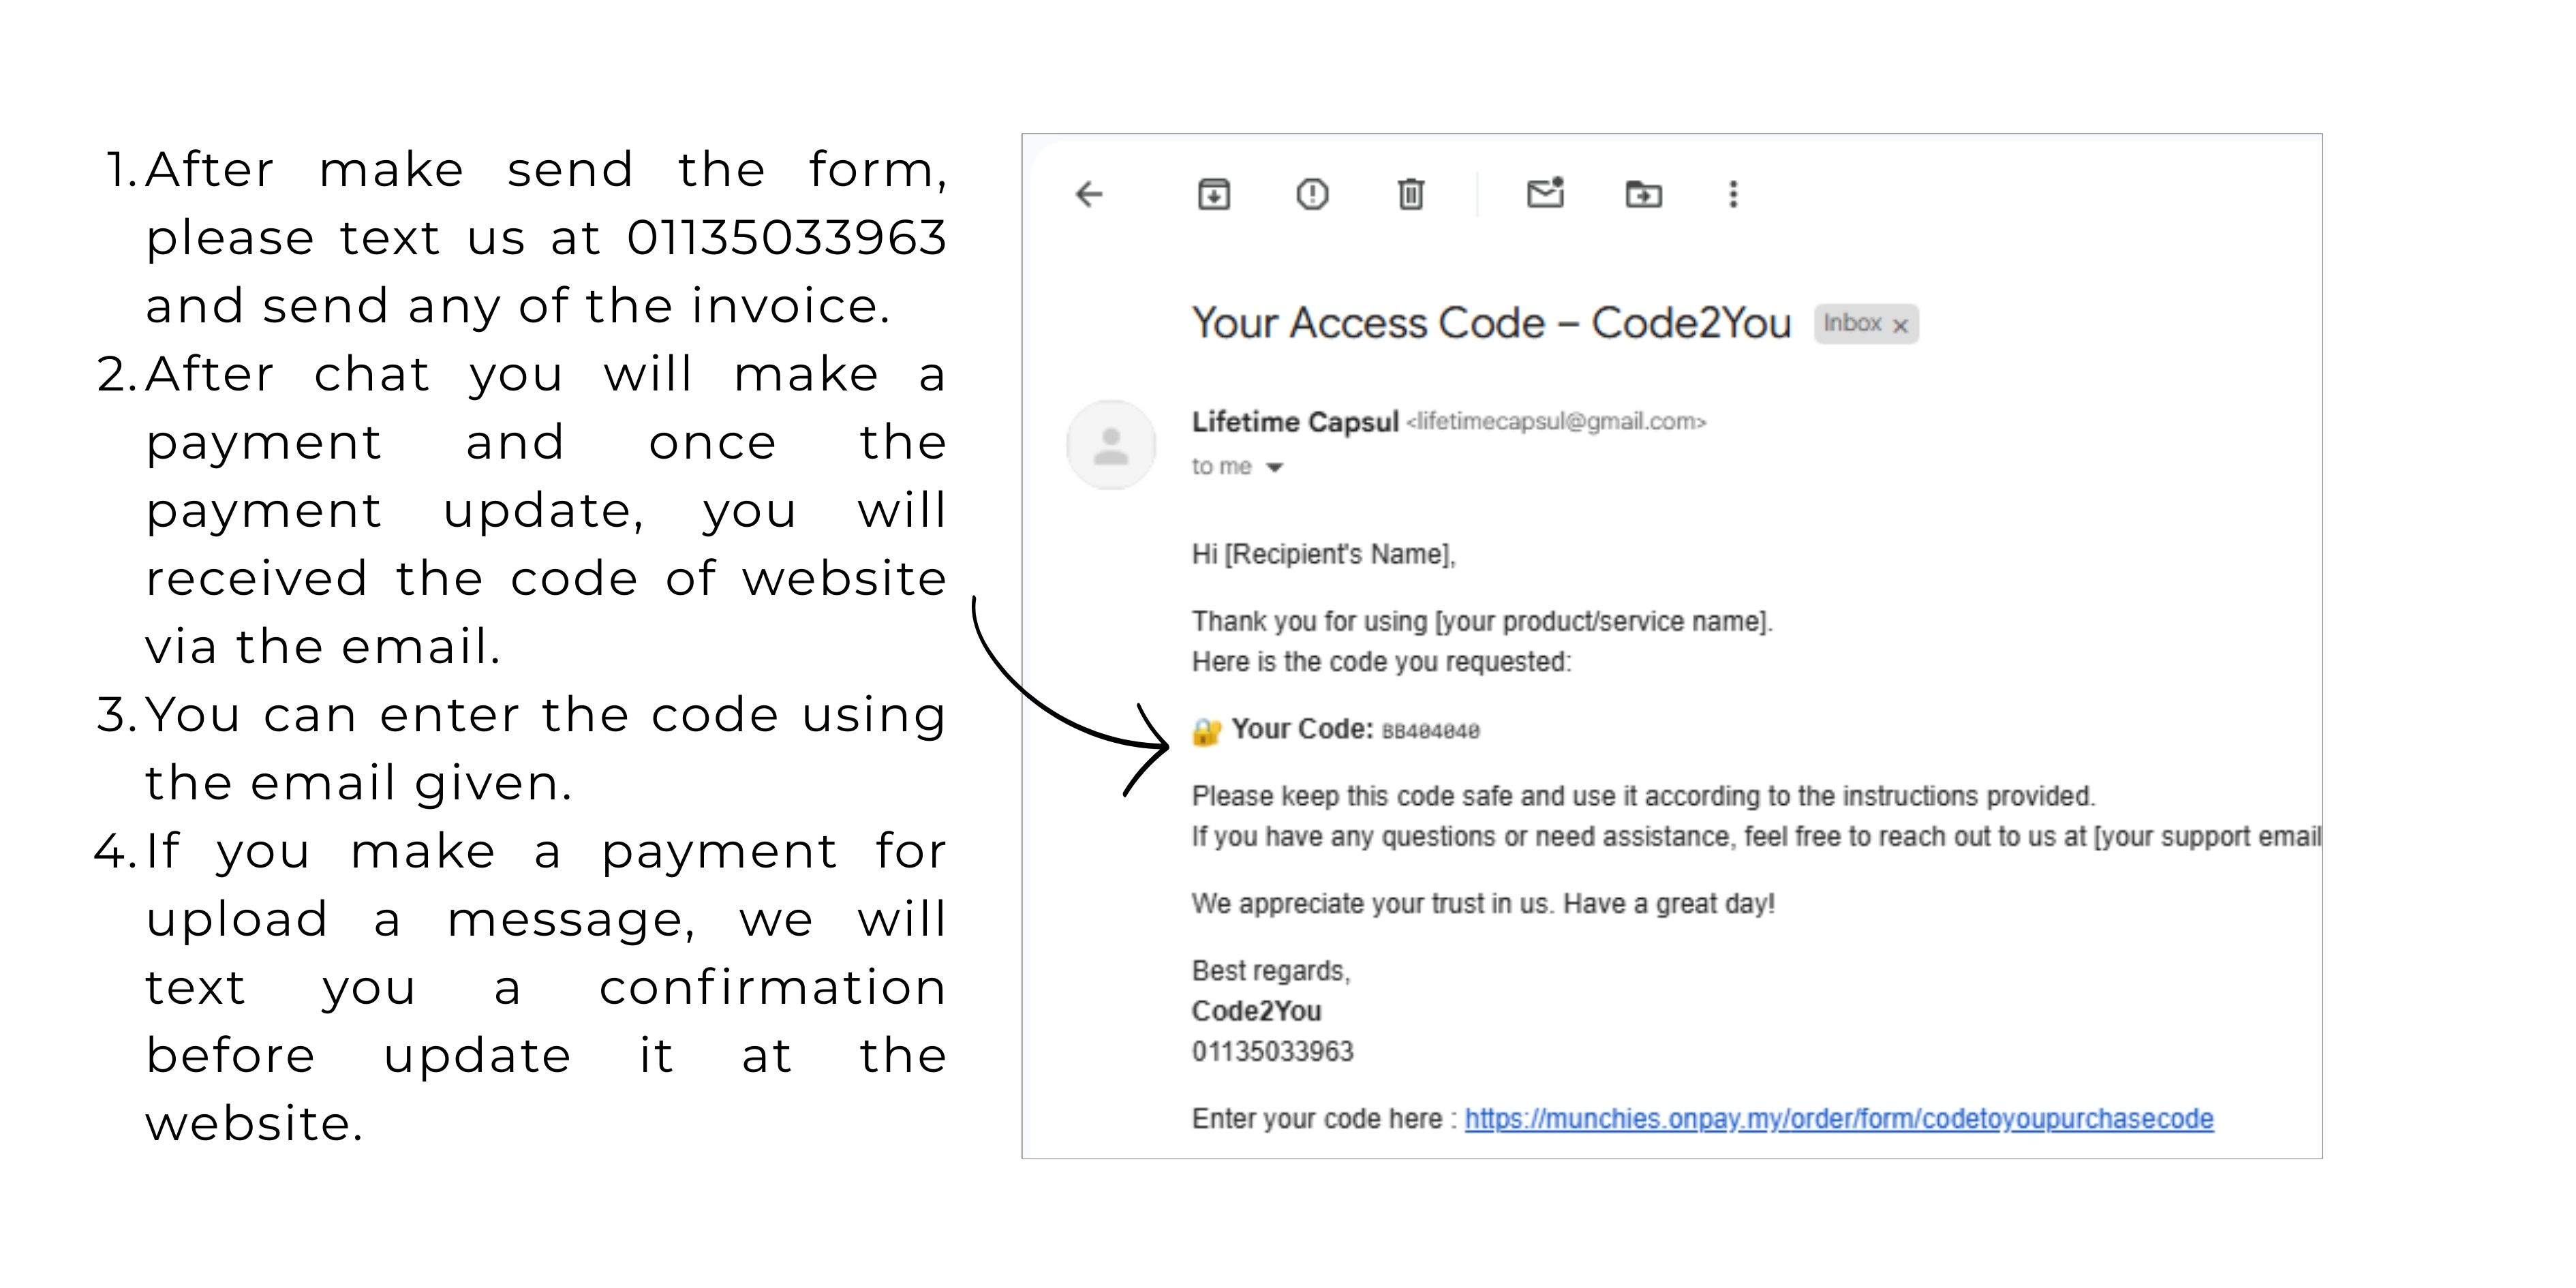 1. After make send the form,
please text us at 01135033963
and send any of the invoice.
2. After chat you will make a
payment and once the
payment update, you will
received the code of website
via the email.
3. You can enter the code using
the email given.
4. If you make a payment for
upload a message, we will
text you a confirmation
before update it at the
website.
Your Access Code – Code2You Inbox x
Lifetime Capsul <lifetimecapsul@gmail.com>
to me
Hi [Recipient's Name],
Thank you for using [your product/service name].
Here is the code you requested:
🔐 Your Code: BB404040
Please keep this code safe and use it according to the instructions provided.
If you have any questions or need assistance, feel free to reach out to us at [your support email
We appreciate your trust in us. Have a great day!
Best regards,
Code2You
01135033963
Enter your code here : https://munchies.onpay.my/order/form/codetoyoupurchasecode